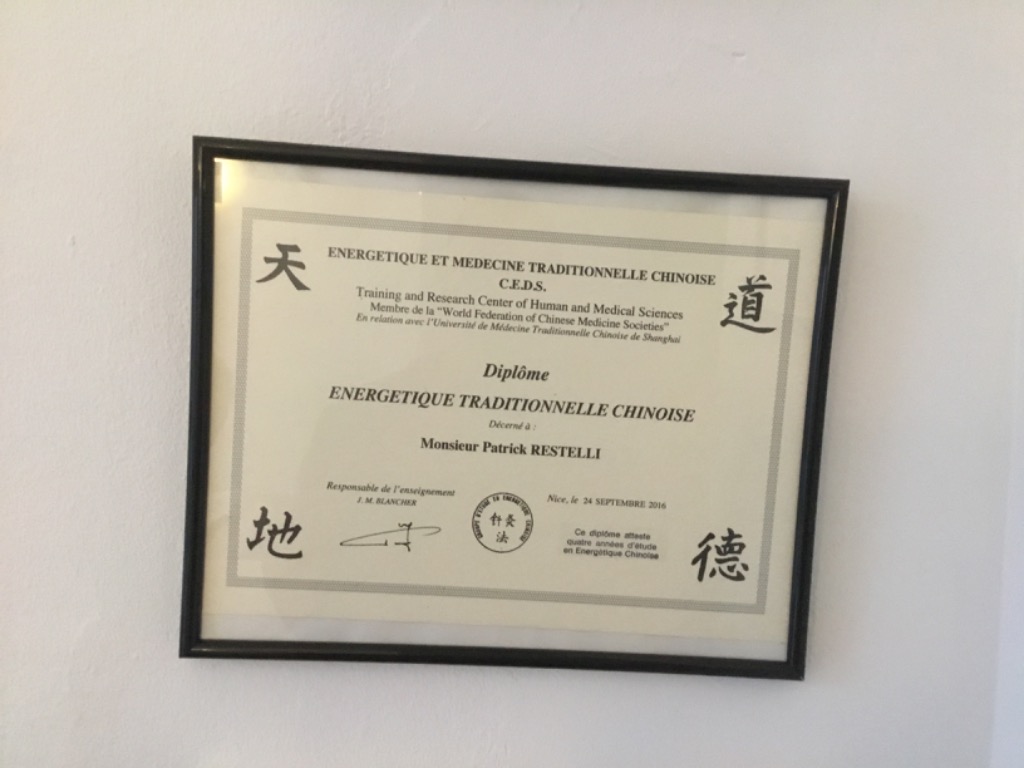 天
道
ENERGETIQUE ET MEDECINE TRADITIONNELLE CHINOISE
C.E.D.S.
Training and Research Center of Human and Medical Sciences
Membre de la "World Federation of Chinese Medicine Societies"
En relation avec l'Université de Médecine Traditionnelle Chinoise de Shanghai
Diplôme
ENERGETIQUE TRADITIONNELLE CHINOISE
Décerné à :
Monsieur Patrick RESTELLI
Responsable de l'enseignement
J. M. BLANCHER
Nice, le 24 SEPTEMBRE 2016
Ce diplôme atteste
quatre années d'étude
en Energétique Chinoise
地
德